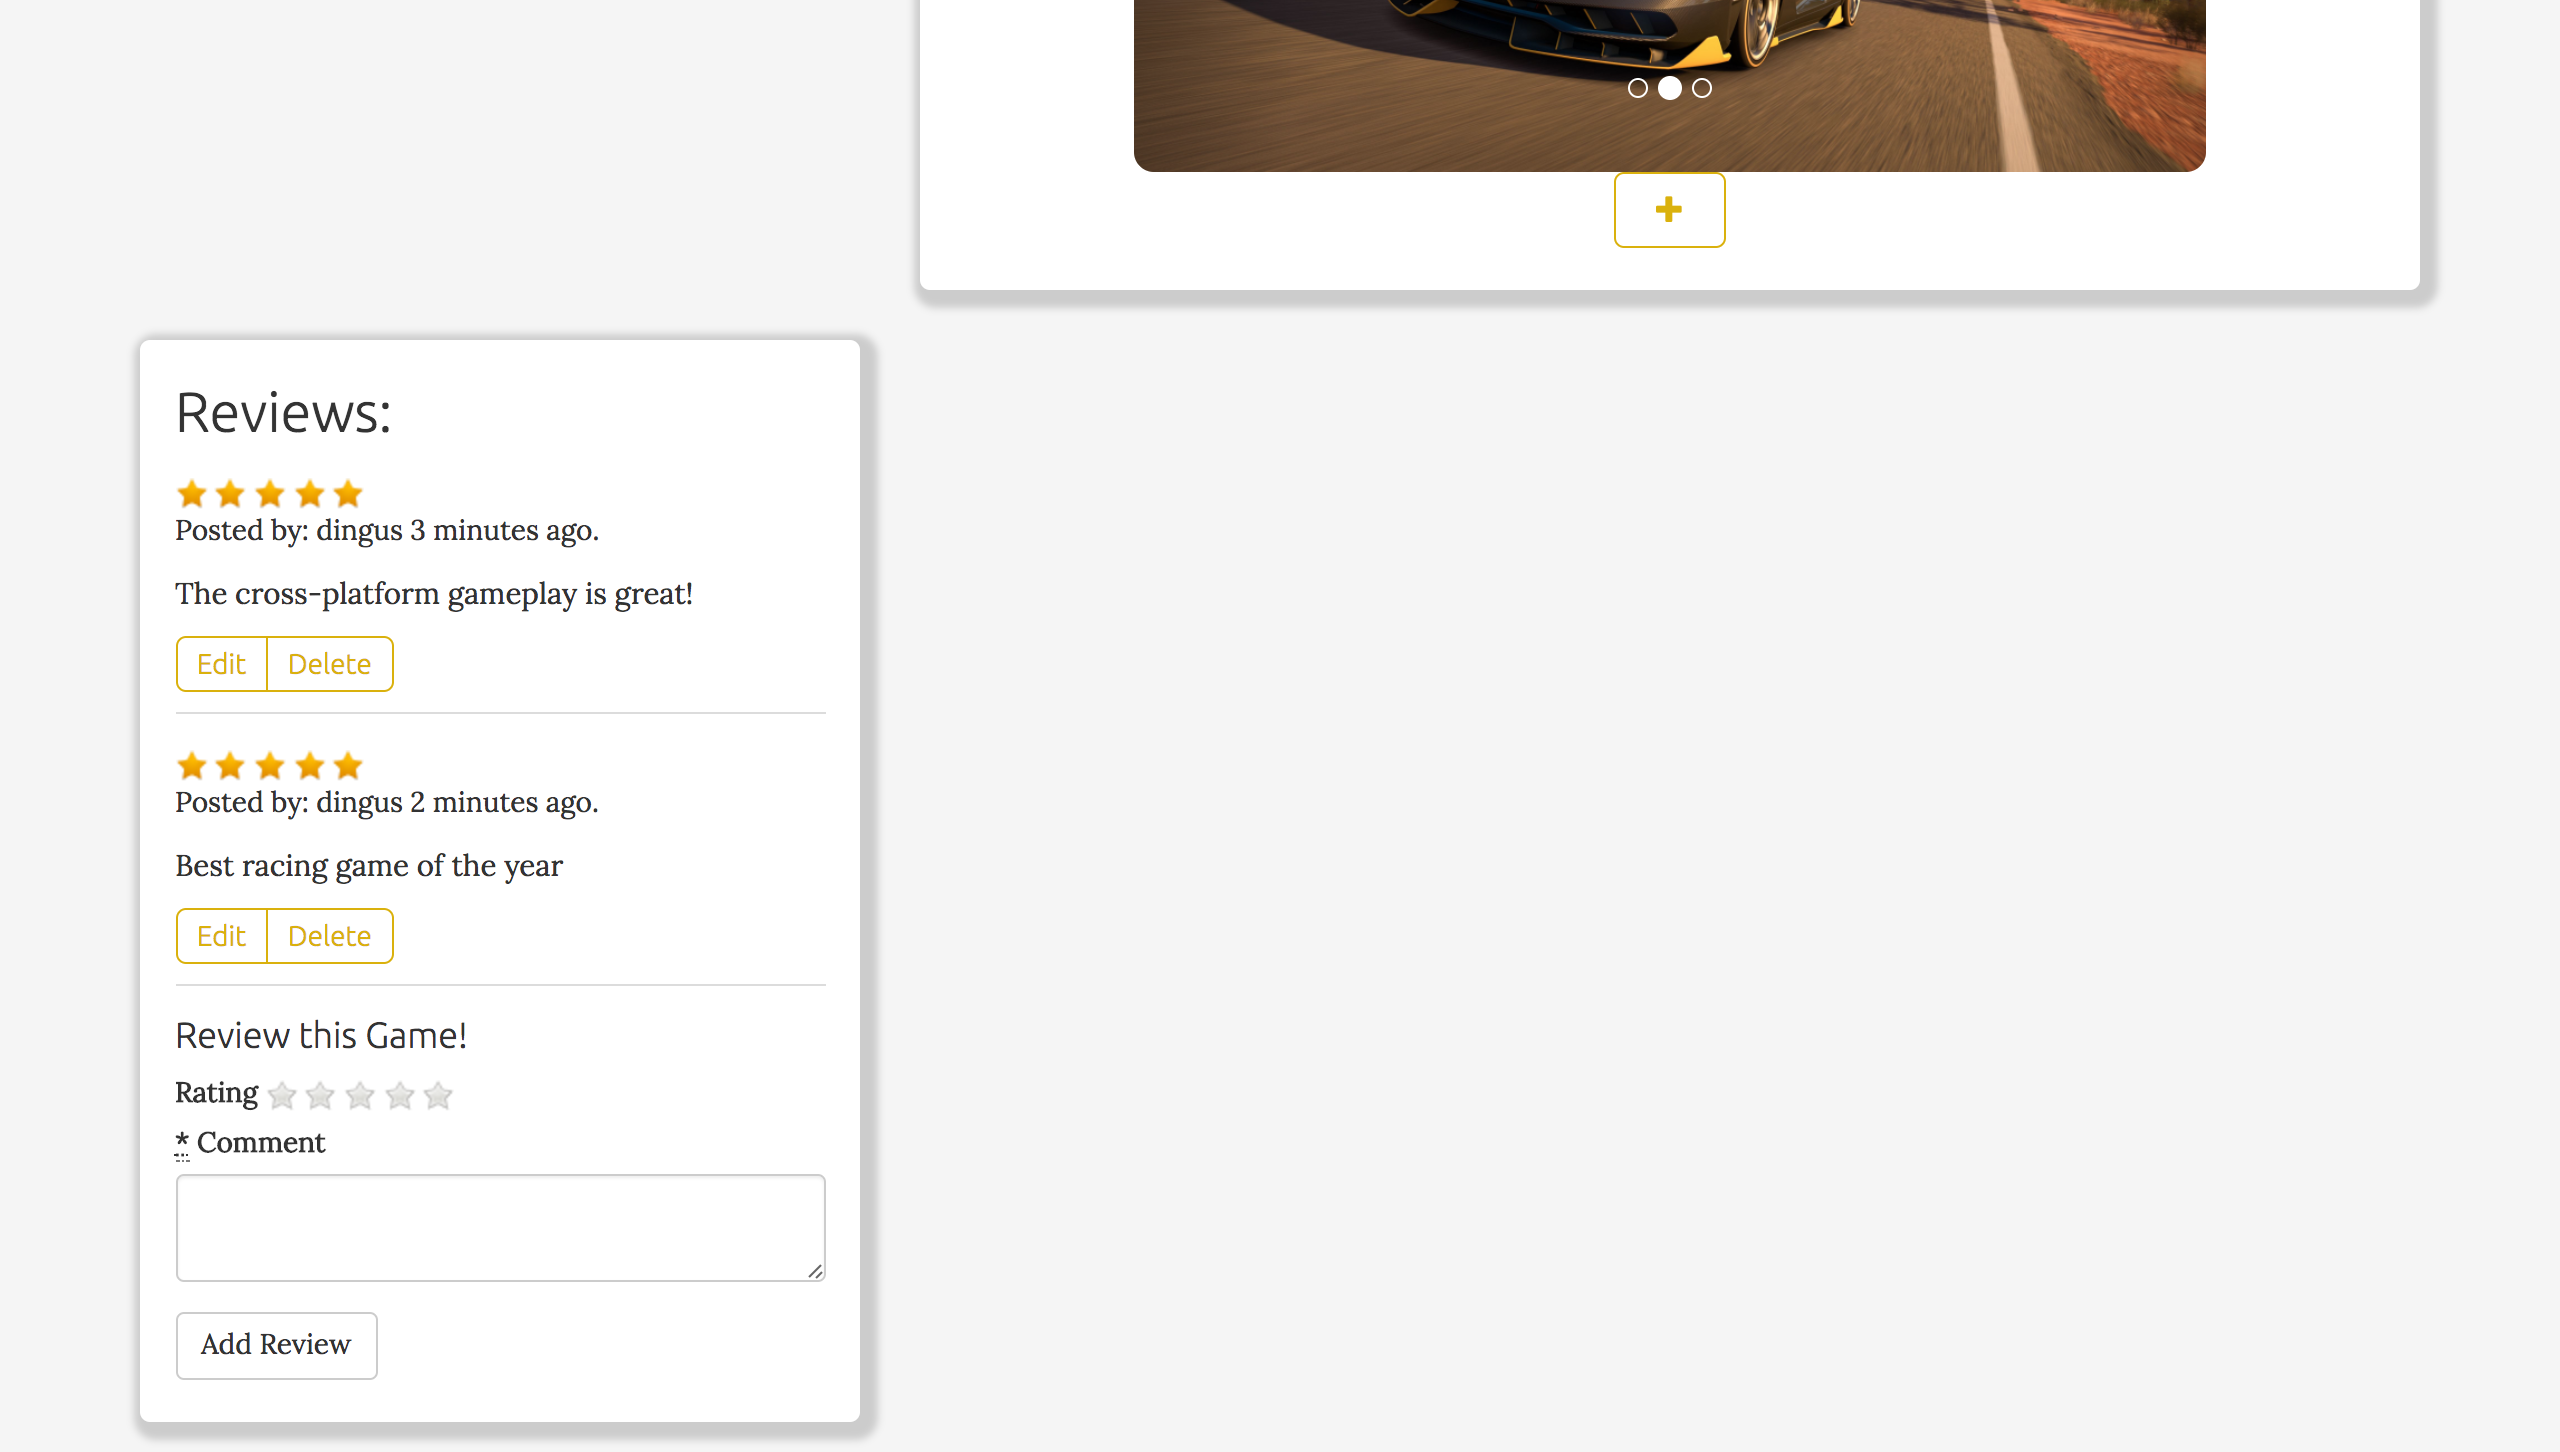 Reviews:
Posted by: dingus 3 minutes ago.
The cross-platform gameplay is great!
Edit Delete
Posted by: dingus 2 minutes ago.
Best racing game of the year
Edit Delete
Review this Game!
Rating
* Comment
Add Review